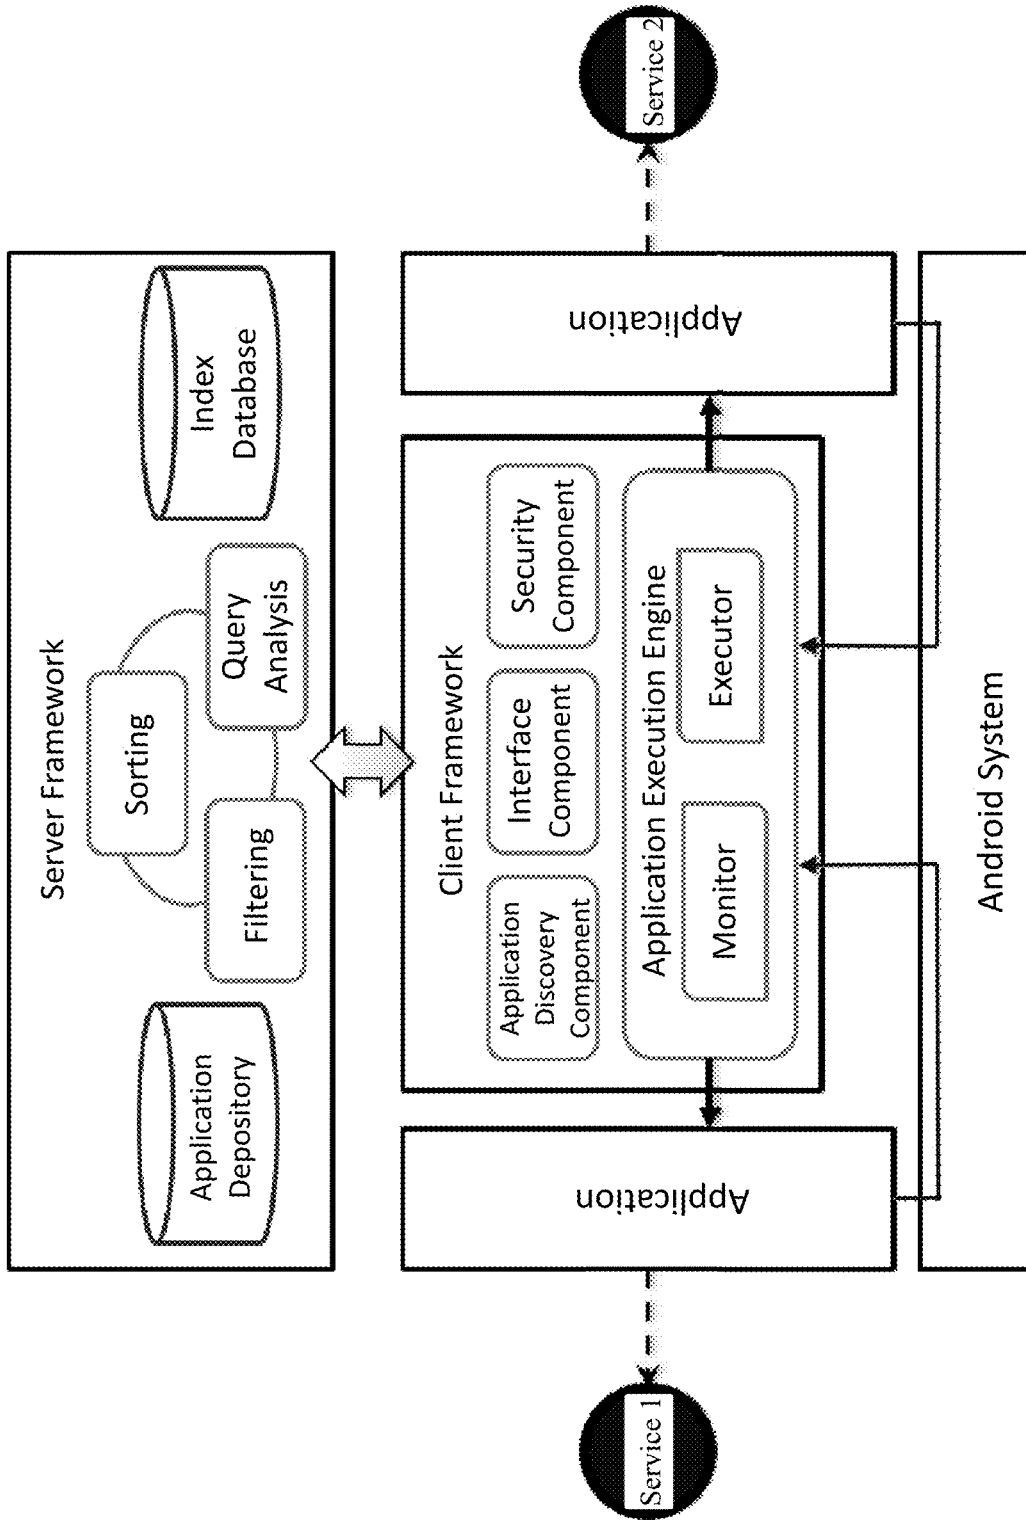 Server Framework
Application
Depository
Filtering
Sorting
Query
Analysis
Index
Database
Client Framework
Application
Discovery
Component
Interface
Component
Security
Component
Application Execution Engine
Monitor
Executor
Application
Application
Service 1
Service 2
Android System